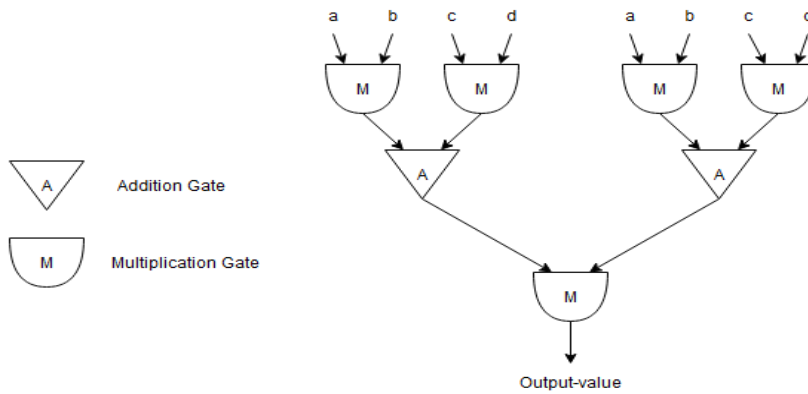 a b c d a b c
M M M M
A A
A Addition Gate
M Multiplication Gate
M
Output-value